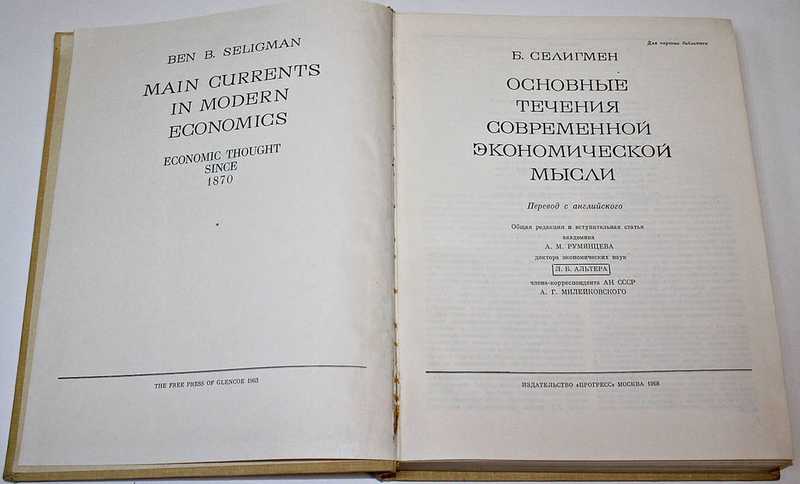 BEN B. SELIGMAN
MAIN CURRENTS
IN MODERN
ECONOMICS
ECONOMIC THOUGHT
SINCE
1870
THE FREE PRESS OF GLENCOE 1963
Для научных библиотек
Б. СЕЛИГМЕН
ОСНОВНЫЕ
ТЕЧЕНИЯ
СОВРЕМЕННОЙ
ЭКОНОМИЧЕСКОЙ
МЫСЛИ
Перевод с английского
Общая редакция и вступительная статья
академика
А. М. РУМЯНЦЕВА
доктора экономических наук
Л. Б. АЛЬТЕРА
члена-корреспондента АН СССР
А. Г. МИЛЕЙКОВСКОГО
ИЗДАТЕЛЬСТВО «ПРОГРЕСС» МОСКВА 1968